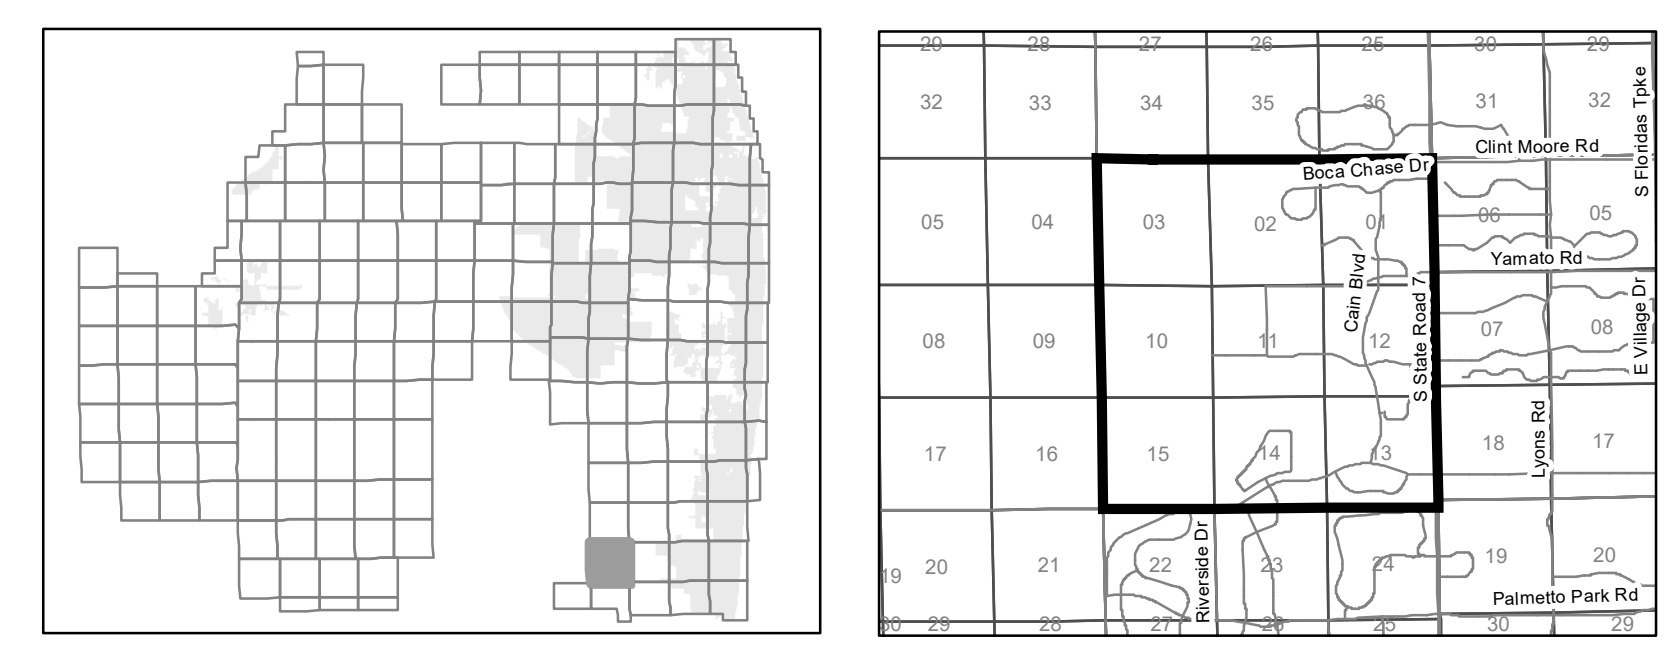 29 28 27 26 25 30 29
32 33 34 35 36 31 32
S Floridas Tpke
Clint Moore Rd
Boca Chase Dr
05 04 03 02 01 06 05
Yamato Rd
Cain Blvd
S State Road 7
E Village Dr
08 09 10 11 12 07 08
Lyons Rd
17 16 15 14 13 18 17
Riverside Dr
19 20 21 22 23 24 19 20
Palmetto Park Rd
30 29 28 27 26 25 30 29